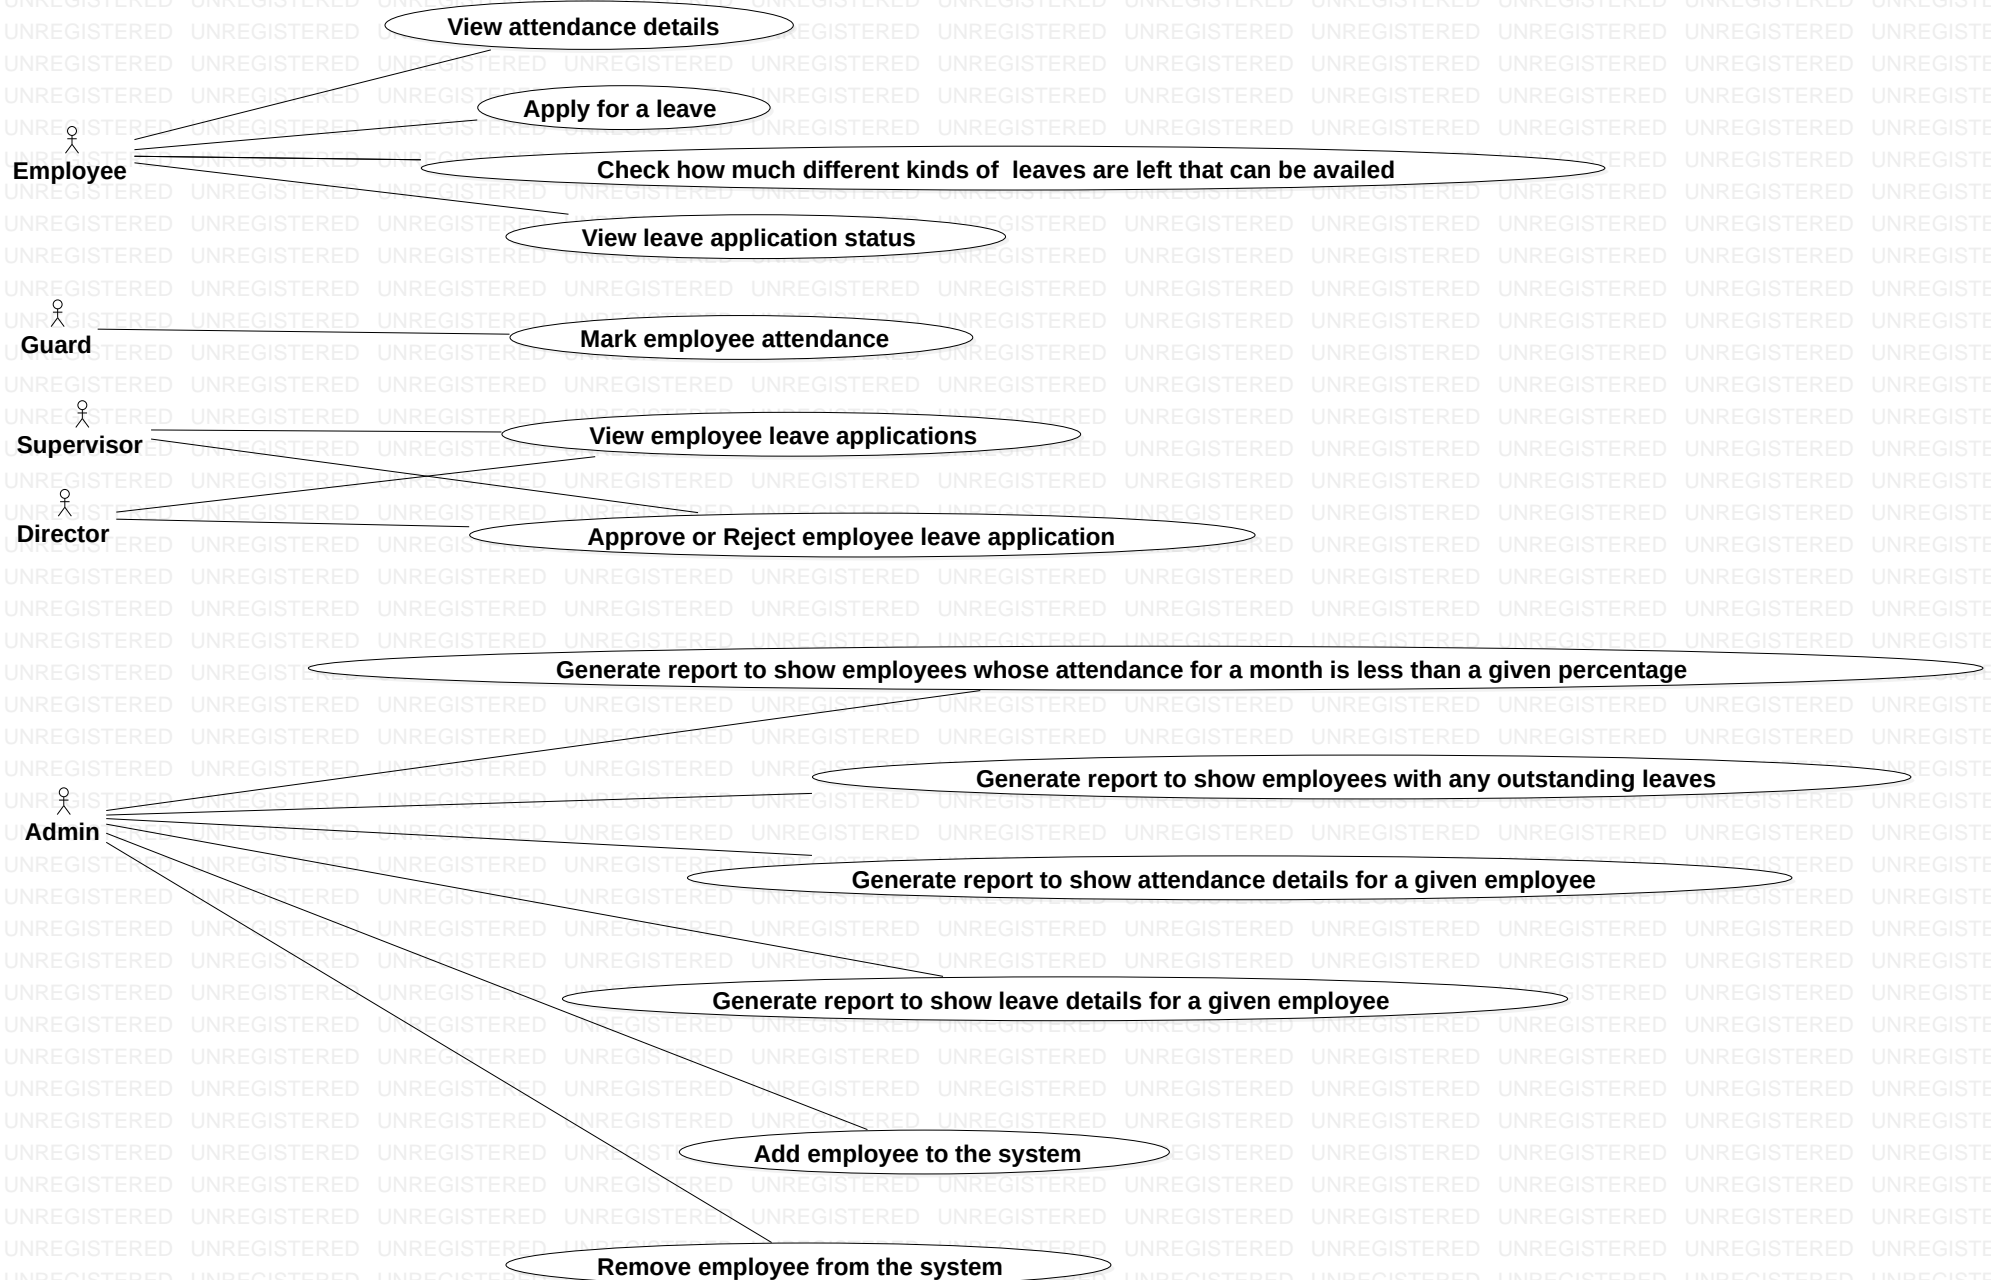 View attendance details
Apply for a leave
Employee
Check how much different kinds of  leaves are left that can be availed
View leave application status
Guard
Mark employee attendance
Supervisor
View employee leave applications
Director
Approve or Reject employee leave application
Generate report to show employees whose attendance for a month is less than a given percentage
Generate report to show employees with any outstanding leaves
Admin
Generate report to show attendance details for a given employee
Generate report to show leave details for a given employee
Add employee to the system
Remove employee from the system
UNREGISTERED